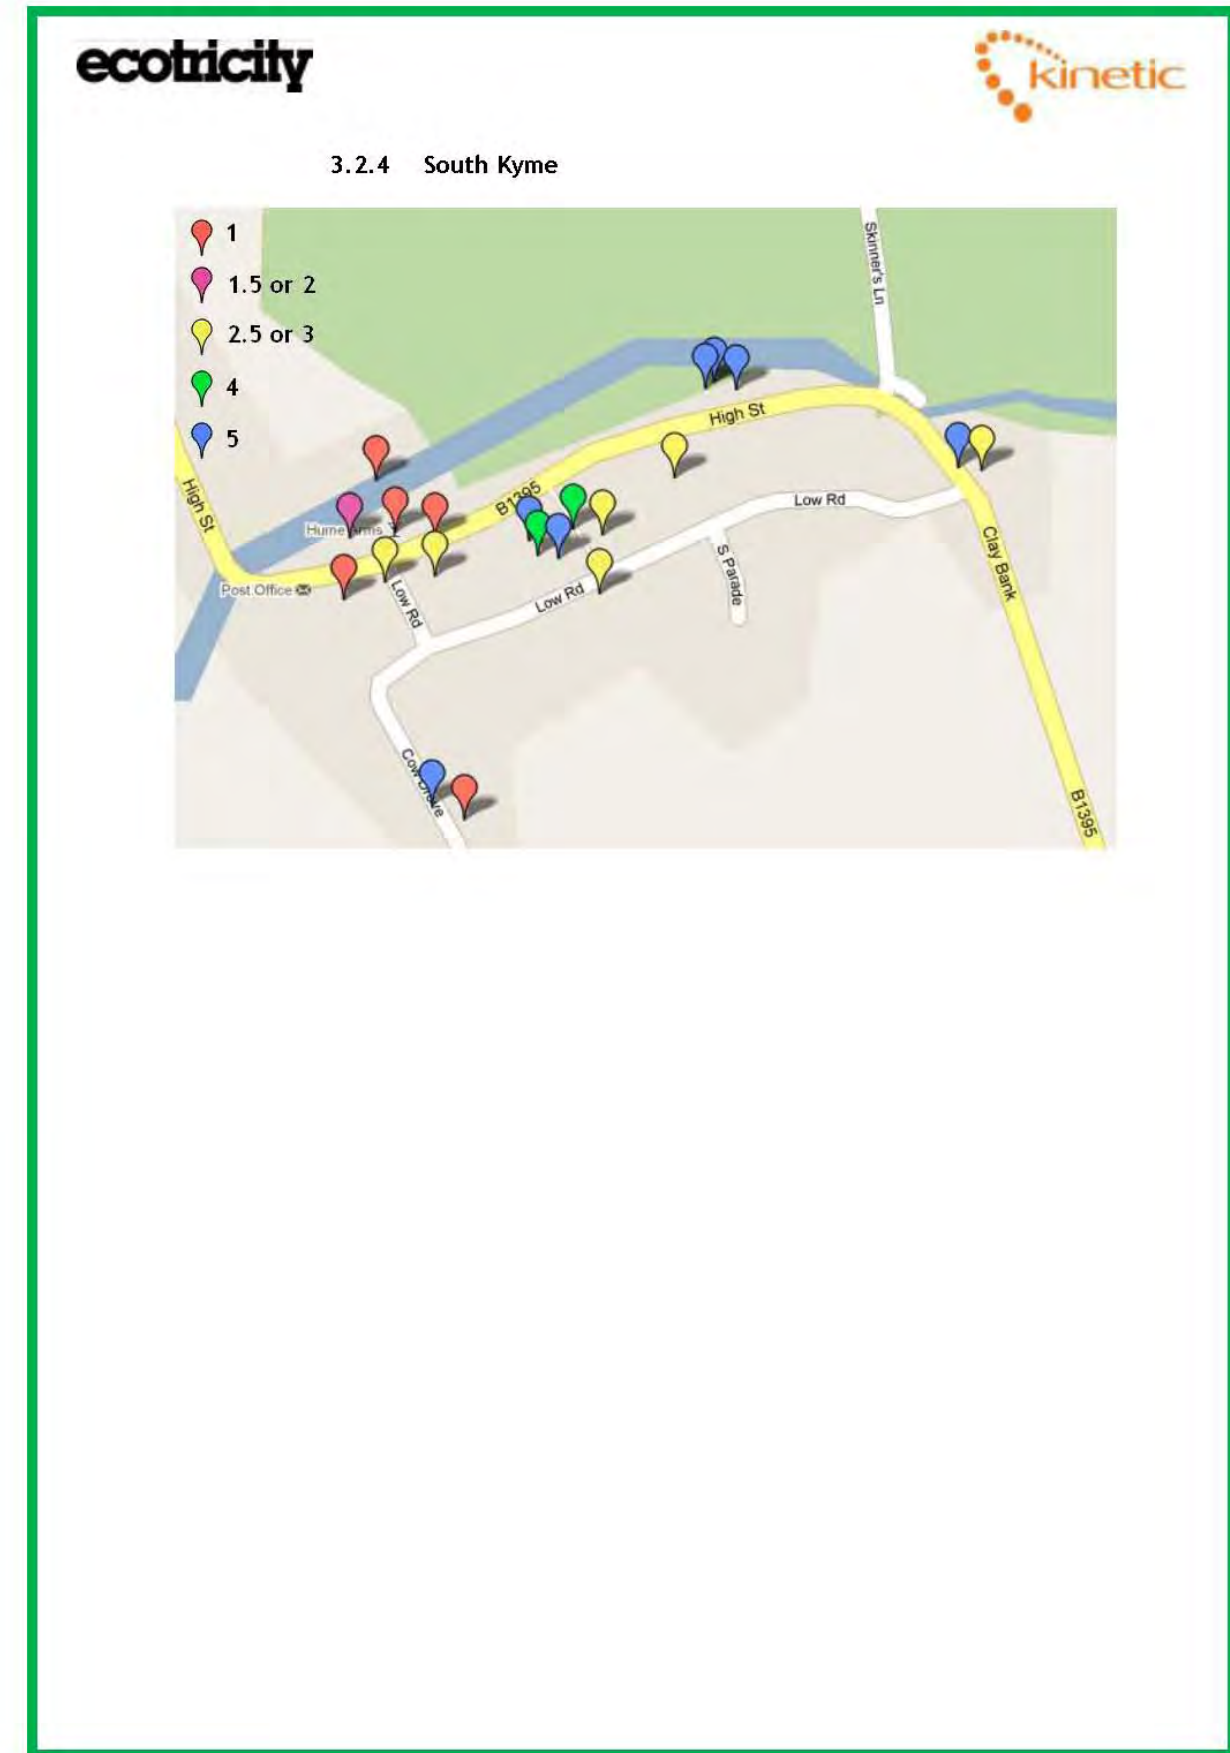 ecotricity
kinetic
3.2.4 South Kyme
1
1.5 or 2
2.5 or 3
4
5
Skinner's Ln
High St
B1395
High St
Hume Arms
Low Rd
Clay Bank
Post Office
Low Rd
Low Rd
S Parade
Cow Drove
B1395